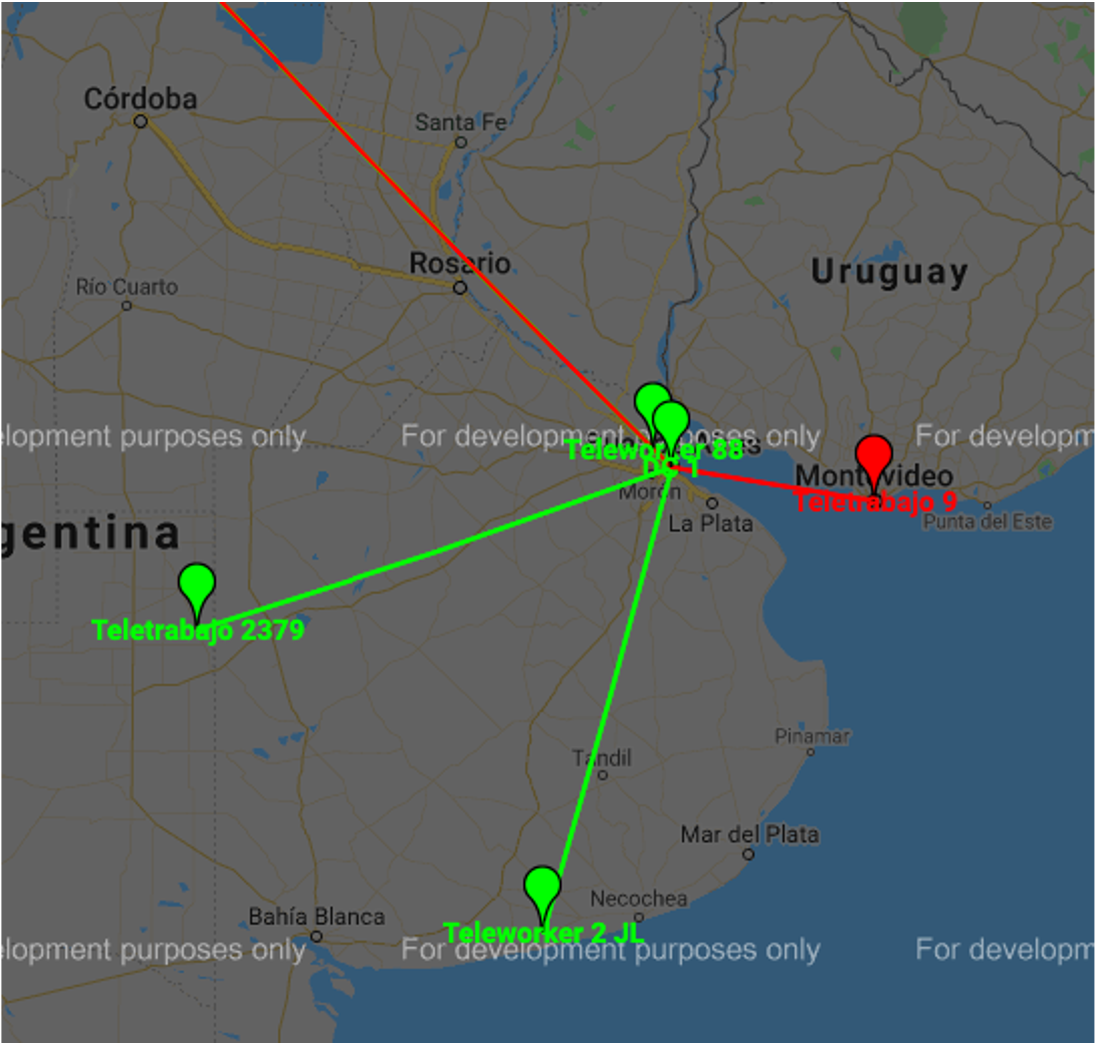 Córdoba
Santa Fe
Rosario
Río Cuarto
Uruguay
elopment purposes only
For development purposes only
For developm
Teleworker 88
Montevideo
Morón
Teletrabajo 9
La Plata
Punta del Este
gentina
Teletrabajo 2379
Pinamar
Tandil
Mar del Plata
Necochea
Bahía Blanca
Teleworker 2 JL
elopment purposes only
For development purposes only
For developm